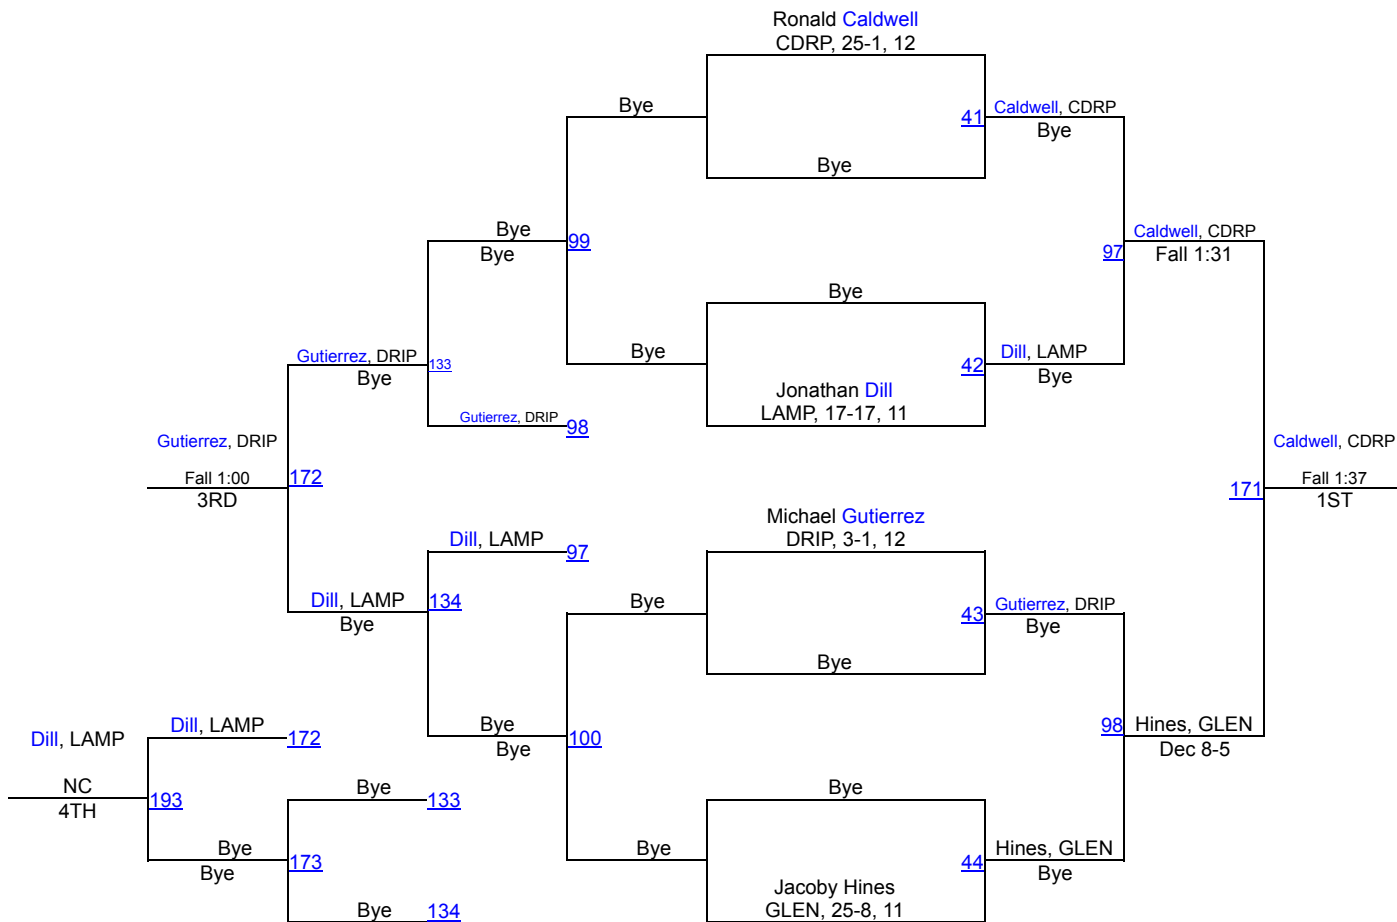 Ronald Caldwell
CDRP, 25-1, 12
Bye
41
Caldwell, CDRP
Bye
Bye
Bye
Bye
99
97
Caldwell, CDRP
Fall 1:31
Bye
Bye
42
Dill, LAMP
Bye
Jonathan Dill
LAMP, 17-17, 11
Gutierrez, DRIP
133
Bye
Gutierrez, DRIP
98
Gutierrez, DRIP
Fall 1:00
172
3RD
Caldwell, CDRP
171
Fall 1:37
1ST
Michael Gutierrez
DRIP, 3-1, 12
Dill, LAMP
97
Dill, LAMP
134
Bye
Bye
43
Gutierrez, DRIP
Bye
Bye
Dill, LAMP
Dill, LAMP
172
Bye
Bye
100
98
Hines, GLEN
Dec 8-5
NC
193
4TH
Bye
133
Bye
Bye
Bye
173
Bye
44
Hines, GLEN
Bye
Jacoby Hines
GLEN, 25-8, 11
Bye
134